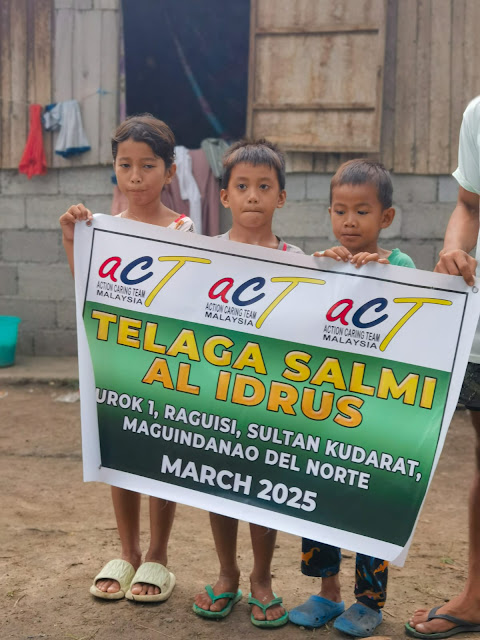 act
ACTION CARING TEAM
MALAYSIA
act
ACTION CARING TEAM
MALAYSIA
act
ACTION CARING TEAM
MALAYSIA
TELAGA SALMI
AL IDRUS
UROK 1, RAGUISI, SULTAN KUDARAT,
MAGUINDANAO DEL NORTE
MARCH 2025